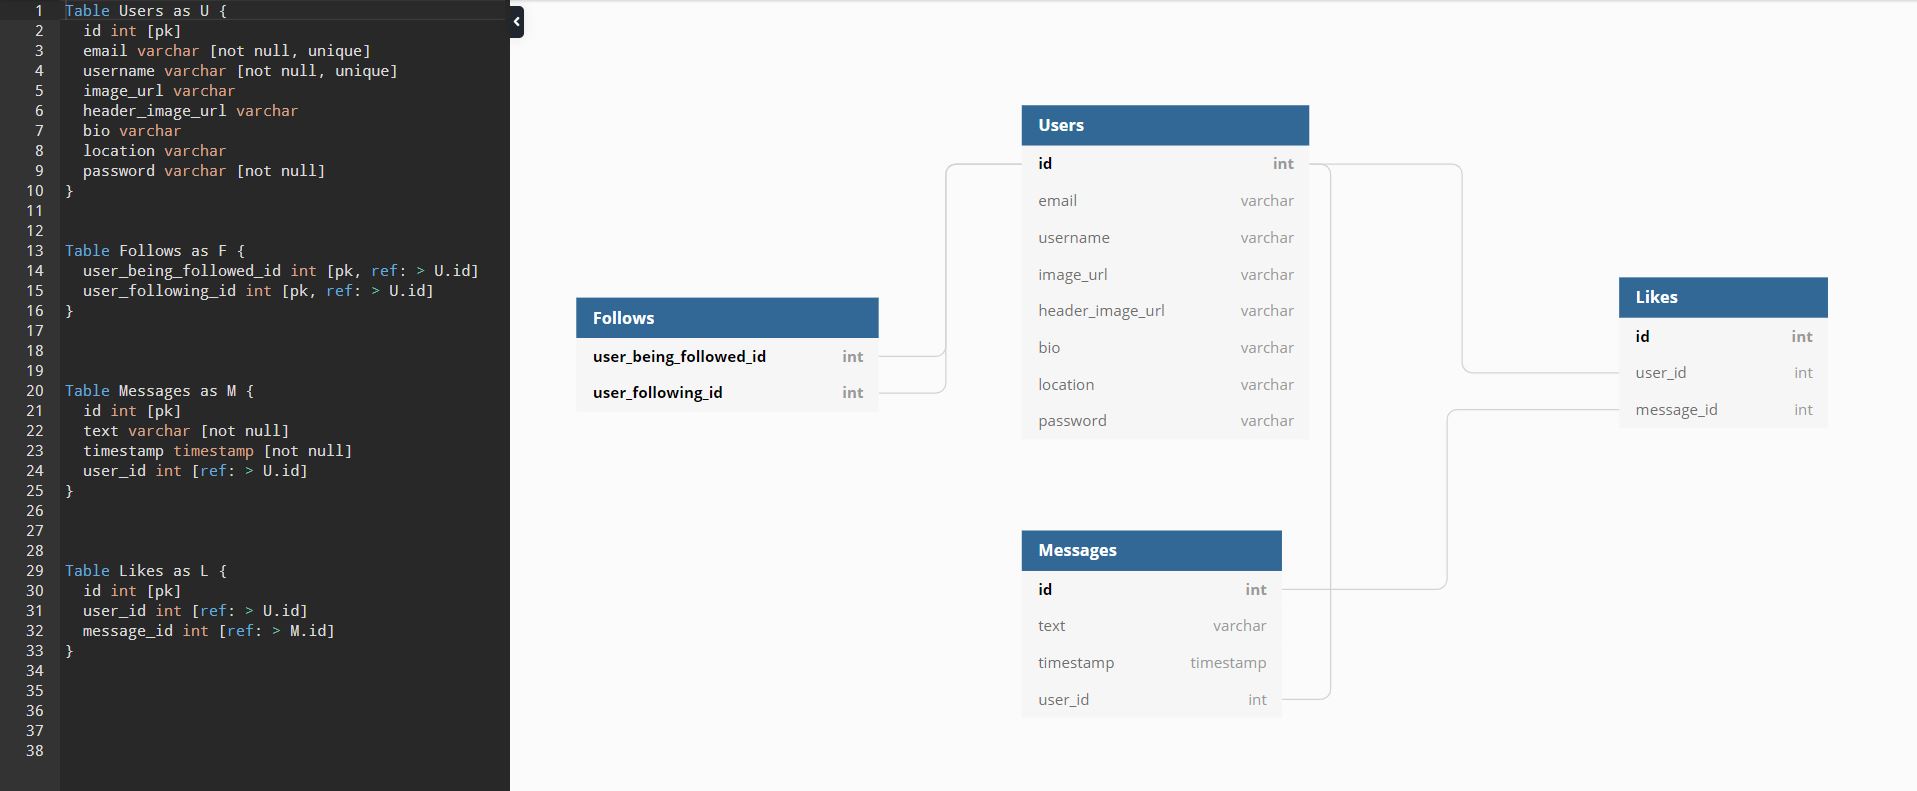 1 Table Users as U {
2 id int [pk]
3 email varchar [not null, unique]
4 username varchar [not null, unique]
5 image_url varchar
6 header_image_url varchar
7 bio varchar
8 location varchar
9 password varchar [not null]
10 }
11
12
13 Table Follows as F {
14 user_being_followed_id int [pk, ref: > U.id]
15 user_following_id int [pk, ref: > U.id]
16 }
17
18
19
20 Table Messages as M {
21 id int [pk]
22 text varchar [not null]
23 timestamp timestamp [not null]
24 user_id int [ref: > U.id]
25 }
26
27
28
29 Table Likes as L {
30 id int [pk]
31 user_id int [ref: > U.id]
32 message_id int [ref: > M.id]
33 }
34
35
36
37
38
Follows
user_being_followed_id int
user_following_id int
Users
id int
email varchar
username varchar
image_url varchar
header_image_url varchar
bio varchar
location varchar
password varchar
Messages
id int
text varchar
timestamp timestamp
user_id int
Likes
id int
user_id int
message_id int